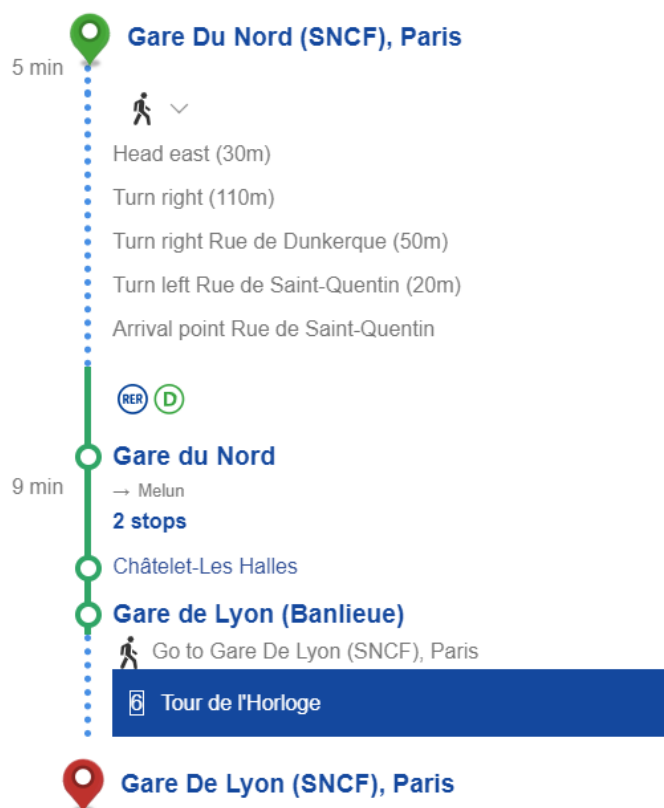 Gare Du Nord (SNCF), Paris
5 min
Head east (30m)
Turn right (110m)
Turn right Rue de Dunkerque (50m)
Turn left Rue de Saint-Quentin (20m)
Arrival point Rue de Saint-Quentin
RER D
Gare du Nord
9 min
→ Melun
2 stops
Châtelet-Les Halles
Gare de Lyon (Banlieue)
Go to Gare De Lyon (SNCF), Paris
6 Tour de l'Horloge
Gare De Lyon (SNCF), Paris